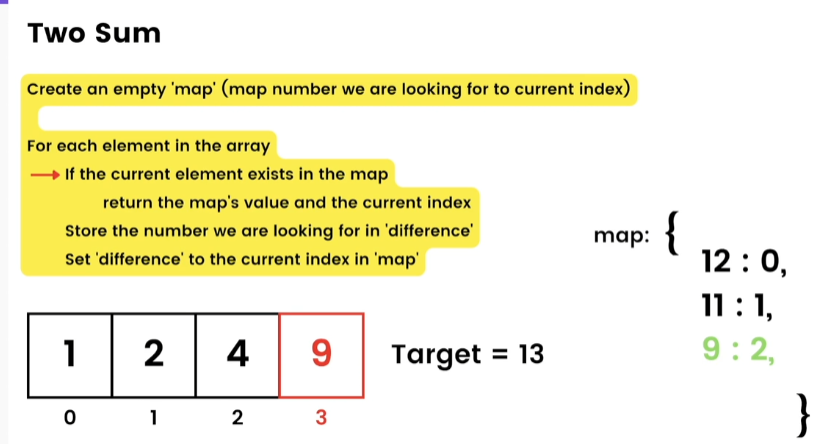 Two Sum
Create an empty 'map' (map number we are looking for to current index)
For each element in the array
If the current element exists in the map
return the map's value and the current index
Store the number we are looking for in 'difference'
Set 'difference' to the current index in 'map'
map: {
12 : 0,
11 : 1,
9 : 2,
}
1 2 4 9
Target = 13
0 1 2 3